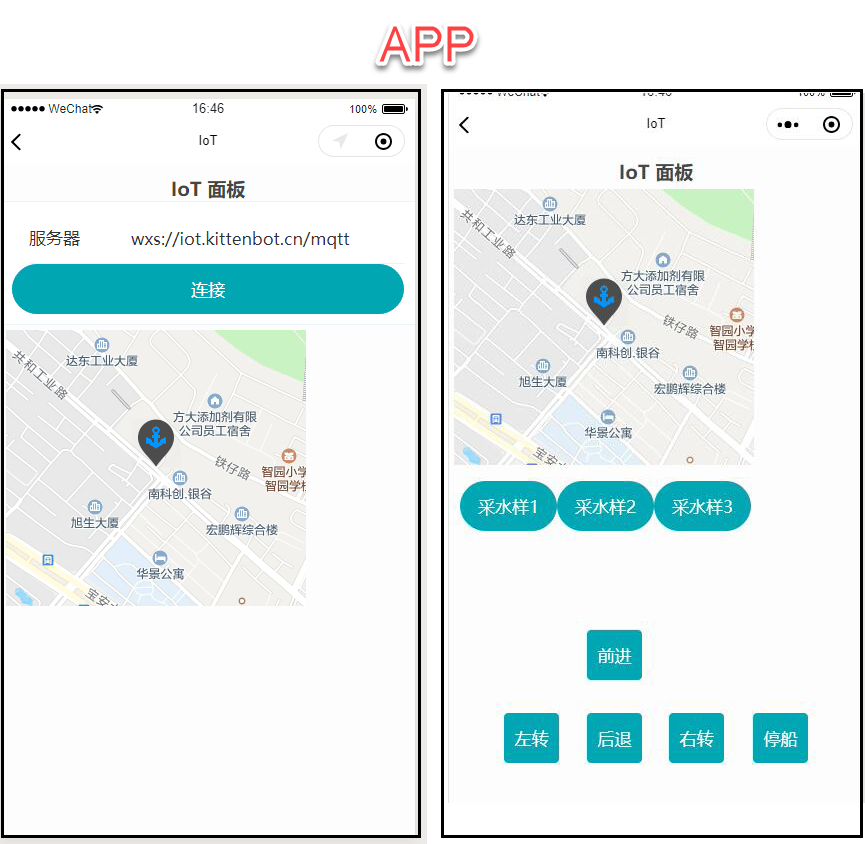 APP
WeChat
16:46
100%
IoT
IoT 面板
服务器
wxs://iot.kittenbot.cn/mqtt
连接
共和工业路
达东工业大厦
方大添加剂有限
公司员工宿舍
铁仔路
智园小学
智园学校
南科创.银谷
旭生大厦
宏鹏辉综合楼
华景公寓
宝安
WeChat
16:46
100%
IoT
IoT 面板
共和工业路
达东工业大厦
方大添加剂有限
公司员工宿舍
铁仔路
智园小学
智园学校
南科创.银谷
旭生大厦
宏鹏辉综合楼
华景公寓
宝安
采水样1
采水样2
采水样3
前进
左转
后退
右转
停船